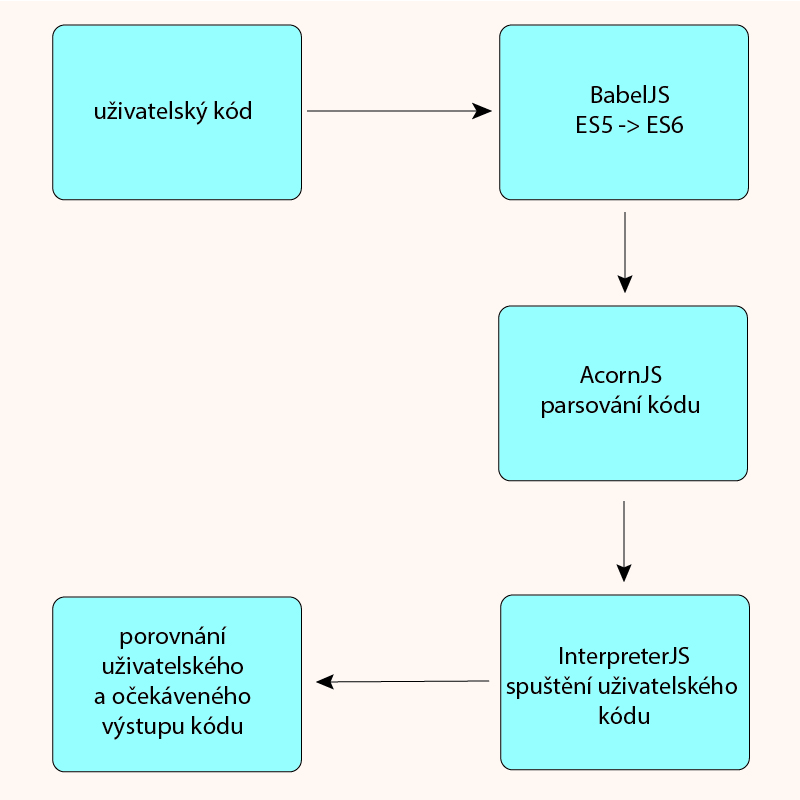 uživatelský kód
BabelJS
ES5 -> ES6
AcornJS
parsování kódu
InterpreterJS
spuštění uživatelského
kódu
porovnání
uživatelského
a očekáveného
výstupu kódu